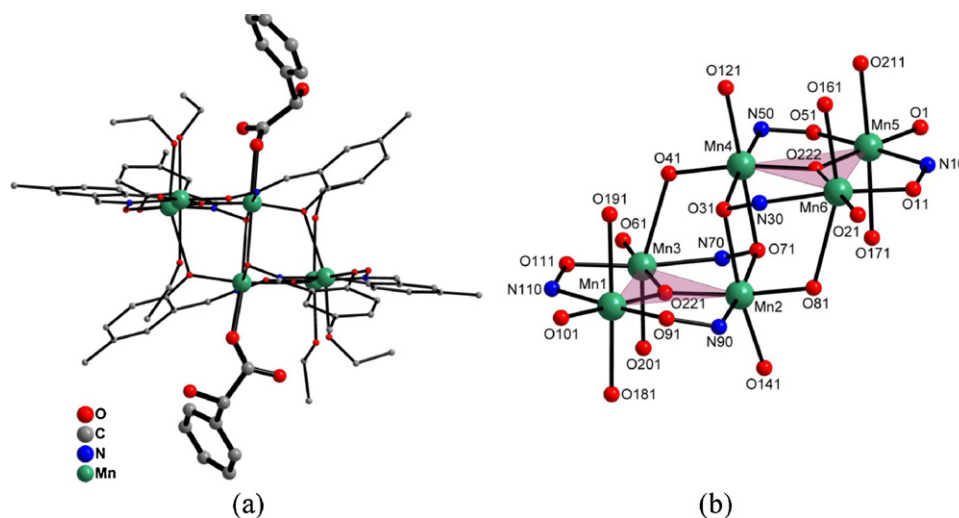 O
C
N
Mn
(a)
O211
O121
O161
N50
O51
Mn5
O1
Mn4
O222
N10
O41
O191
O31
N30
Mn6
O11
O21
O61
N70
O71
O171
O111
Mn3
N110
Mn1
Mn2
O81
O221
O101
O91
N90
O201
O181
O141
(b)